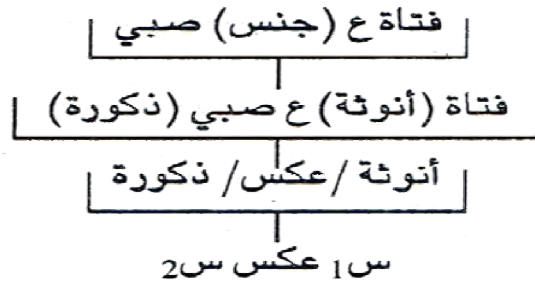 فتاة ع (جنس) صبي
فتاة (أنوثة) ع صبي (ذكورة)
أنوثة /عكس/ ذكورة
س1 عكس س2